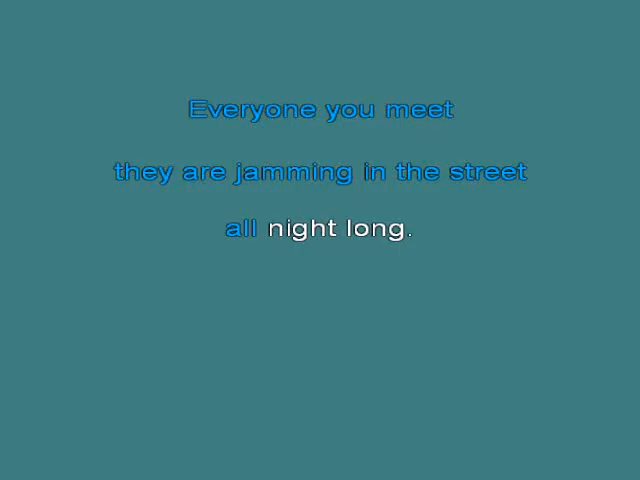 Everyone you meet
they are jamming in the street
all night long.